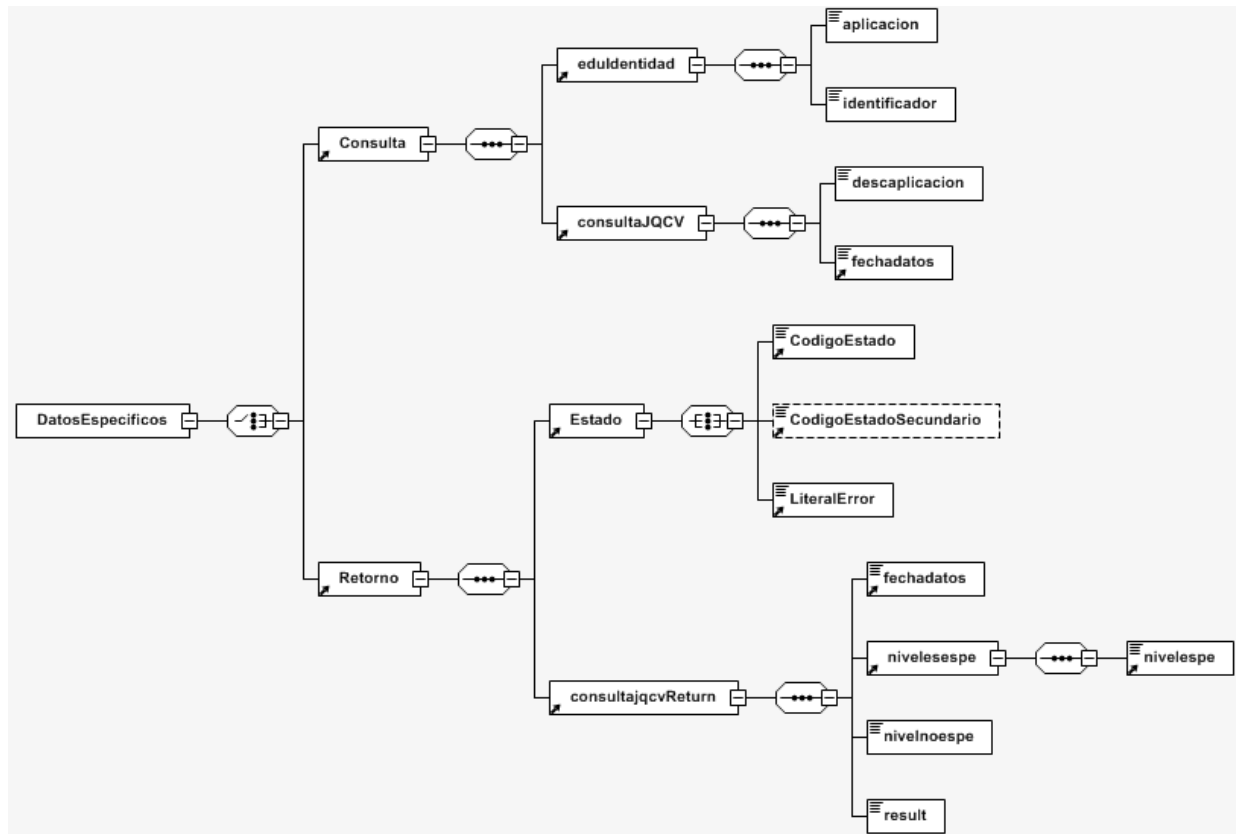 aplicacion
eduIdentidad
identificador
Consulta
descaplicacion
consultaJQCV
fechadatos
CodigoEstado
DatosEspecificos
Estado
CodigoEstadoSecundario
LiteralError
Retorno
fechadatos
nivelesespe
nivelespe
consultajqcvReturn
nivelnoespe
result